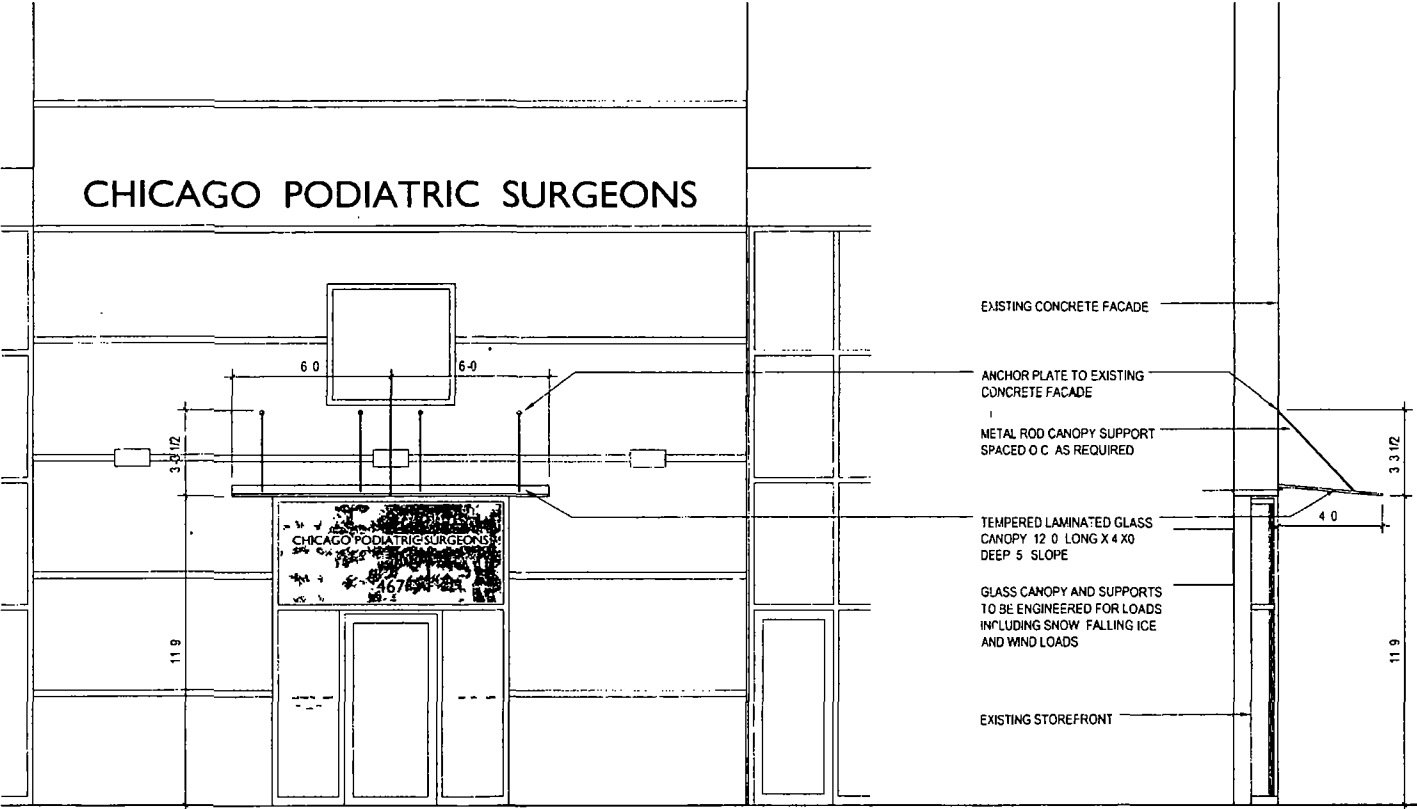 CHICAGO PODIATRIC SURGEONS
EXISTING CONCRETE FACADE
6 0
6-0
ANCHOR PLATE TO EXISTING
CONCRETE FACADE
METAL ROD CANOPY SUPPORT
SPACED O C AS REQUIRED
3-3 1/2
3 3 1/2
4 0
TEMPERED LAMINATED GLASS
CANOPY 12 0 LONG X 4 X0
DEEP 5 SLOPE
CHICAGO PODIATRIC SURGEONS
467
GLASS CANOPY AND SUPPORTS
TO BE ENGINEERED FOR LOADS
INCLUDING SNOW FALLING ICE
AND WIND LOADS
11 9
11 9
EXISTING STOREFRONT